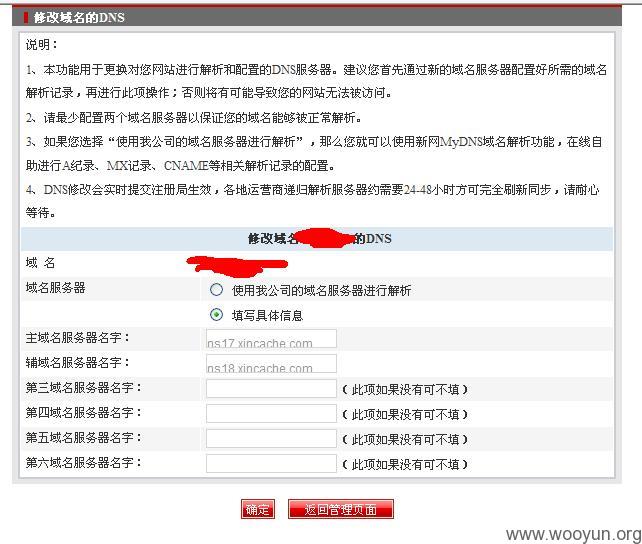 修改域名的DNS
说明：
1、本功能用于更换对您网站进行解析和配置的DNS服务器。建议您首先通过新的域名服务器配置好所需的域名
解析记录，再进行此项操作；否则将有可能导致您的网站无法被访问。
2、请最少配置两个域名服务器以保证您的域名能够被正常解析。
3、如果您选择“使用我公司的域名服务器进行解析”，那么您就可以使用新网MyDNS域名解析功能，在线自
助进行A纪录、MX记录、CNAME等相关解析记录的配置。
4、DNS修改会实时提交注册局生效，各地运营商递归解析服务器约需要24-48小时方可完全刷新同步，请耐心
等待。
修改域名 的DNS
域 名
域名服务器 使用我公司的域名服务器进行解析
填写具体信息
主域名服务器名字： ns17.xincache.com
辅域名服务器名字： ns18.xincache.com
第三域名服务器名字： （此项如果没有可不填）
第四域名服务器名字： （此项如果没有可不填）
第五域名服务器名字： （此项如果没有可不填）
第六域名服务器名字： （此项如果没有可不填）
确定 返回管理页面
www.wooyun.org